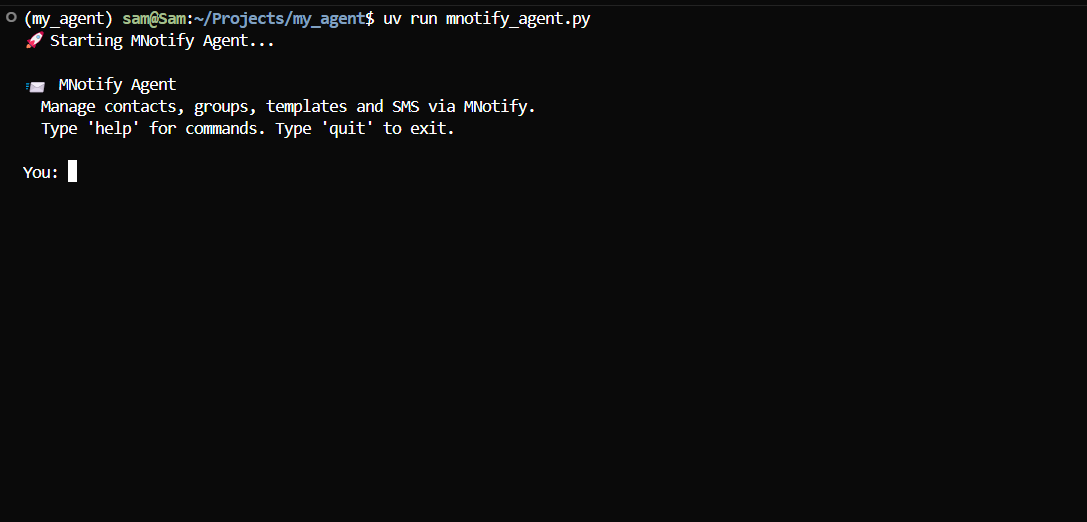 (my_agent) sam@Sam:~/Projects/my_agent$ uv run mnotify_agent.py
🚀 Starting MNotify Agent...
📨 MNotify Agent
Manage contacts, groups, templates and SMS via MNotify.
Type 'help' for commands. Type 'quit' to exit.
You: